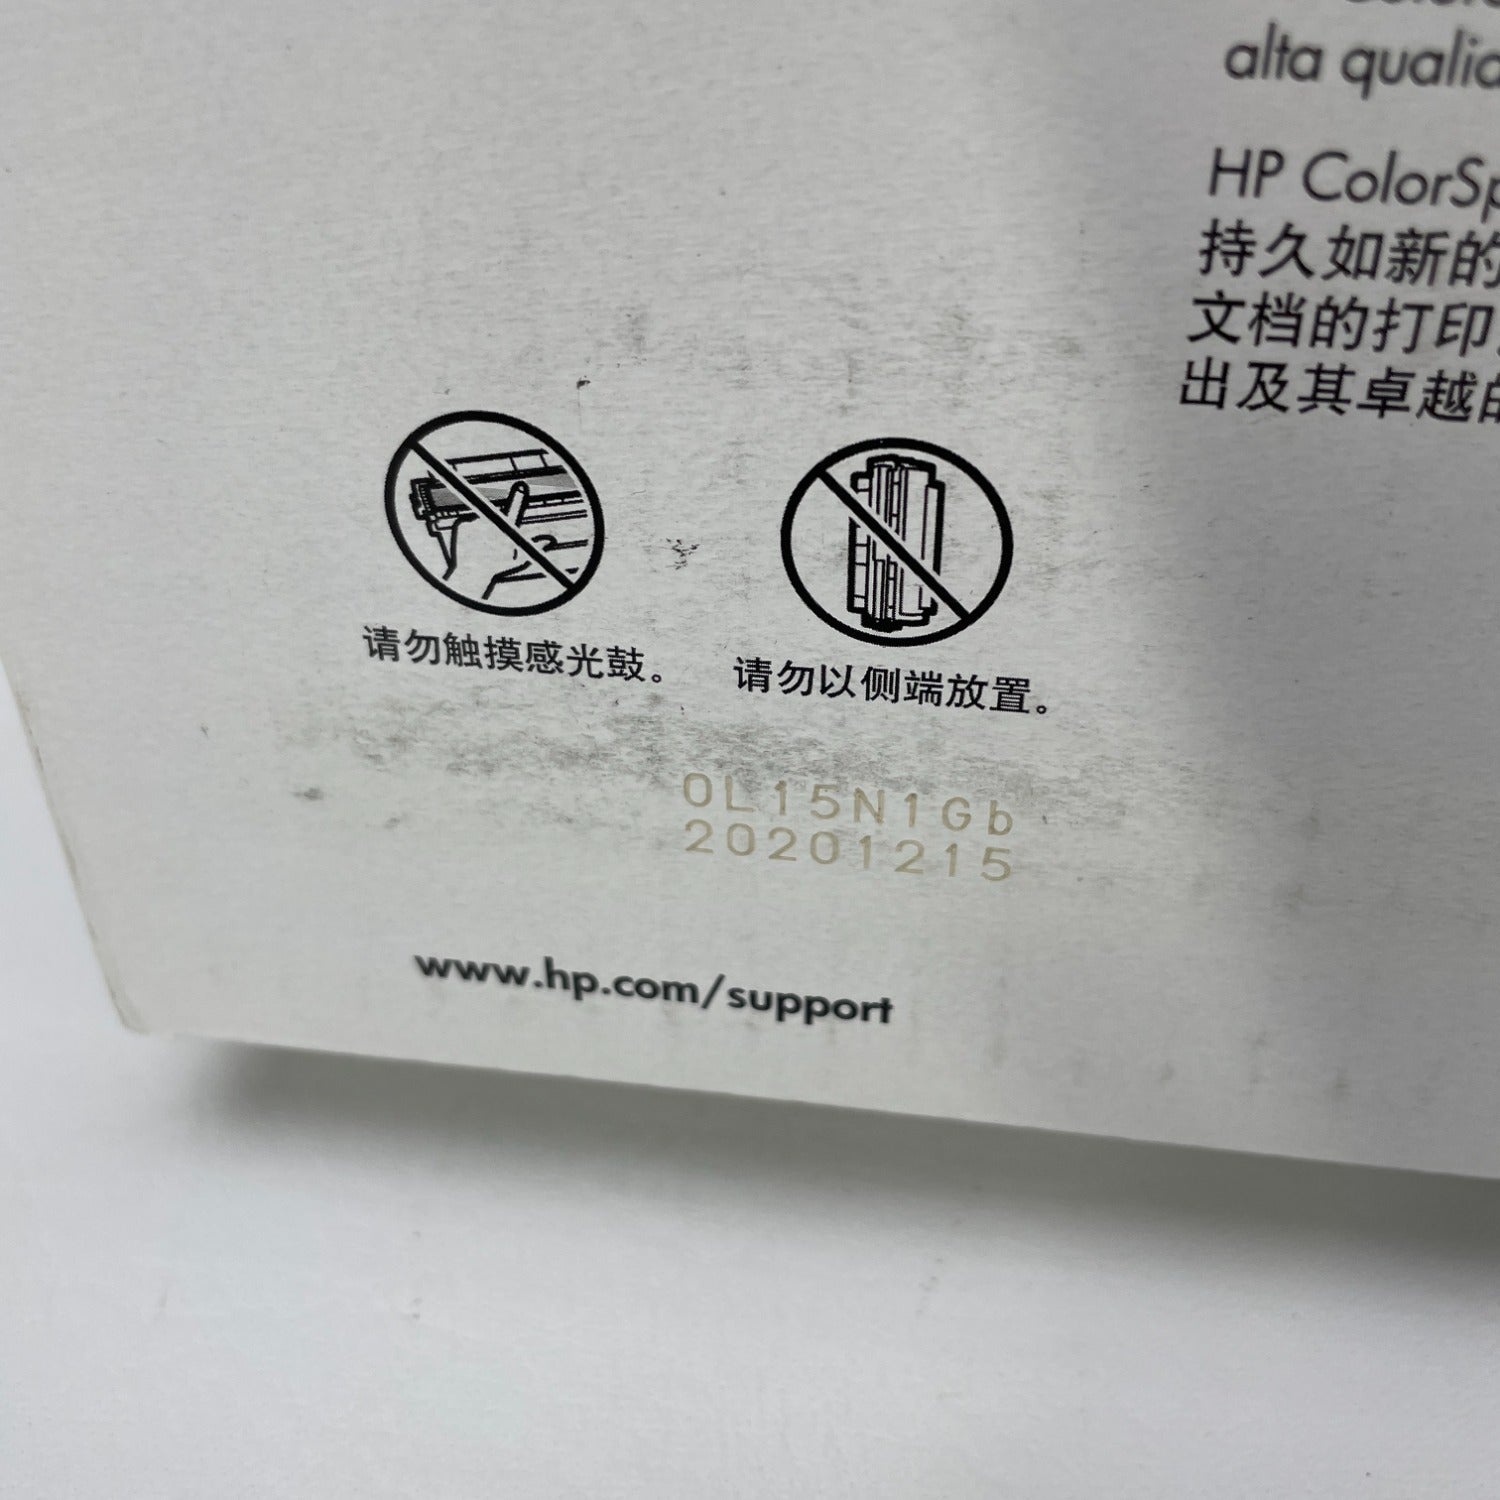 alta
HP
持久如新的
文档的打印
出及其卓越的
请勿触摸感光鼓。
请勿以侧端放置。
0L15N1Gb
20201215
www.hp.com/support